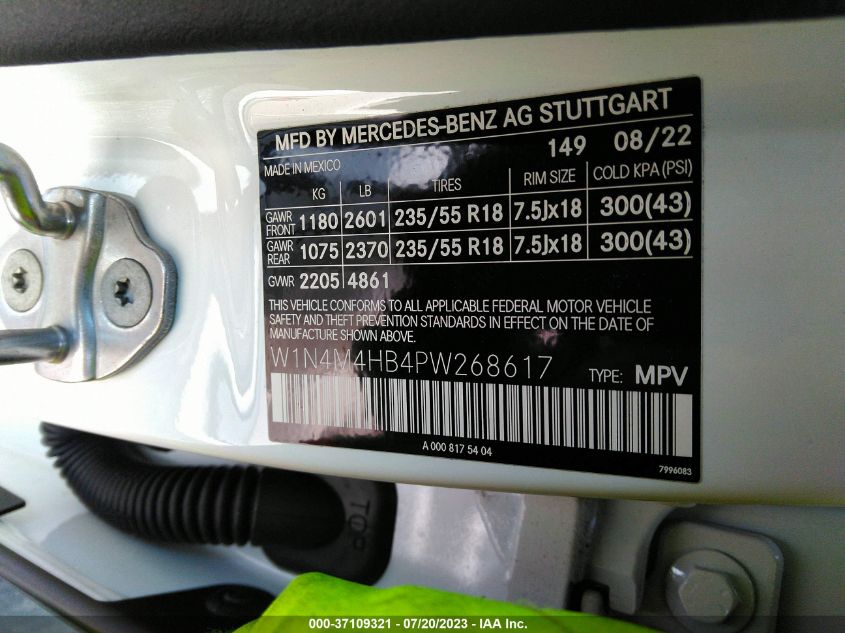 MFD BY MERCEDES-BENZ AG STUTTGART
MADE IN MEXICO 149 08/22
KG LB TIRES RIM SIZE COLD KPA (PSI)
GAWR FRONT 1180 2601 235/55 R18 7.5Jx18 300(43)
GAWR REAR 1075 2370 235/55 R18 7.5Jx18 300(43)
GVWR 2205 4861
THIS VEHICLE CONFORMS TO ALL APPLICABLE FEDERAL MOTOR VEHICLE
SAFETY AND THEFT PREVENTION STANDARDS IN EFFECT ON THE DATE OF
MANUFACTURE SHOWN ABOVE.
W1N4M4HB4PW268617 TYPE: MPV
A 000 817 54 04
7996083
TOP
000-37109321 - 07/20/2023 - IAA Inc.